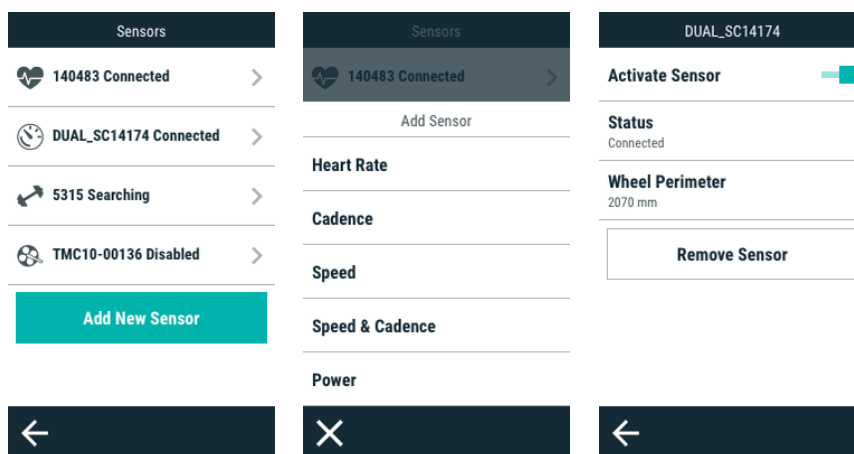 Sensors
140483 Connected
DUAL_SC14174 Connected
5315 Searching
TMC10-00136 Disabled
Add New Sensor
Sensors
140483 Connected
Add Sensor
Heart Rate
Cadence
Speed
Speed & Cadence
Power
DUAL_SC14174
Activate Sensor
Status
Connected
Wheel Perimeter
2070 mm
Remove Sensor